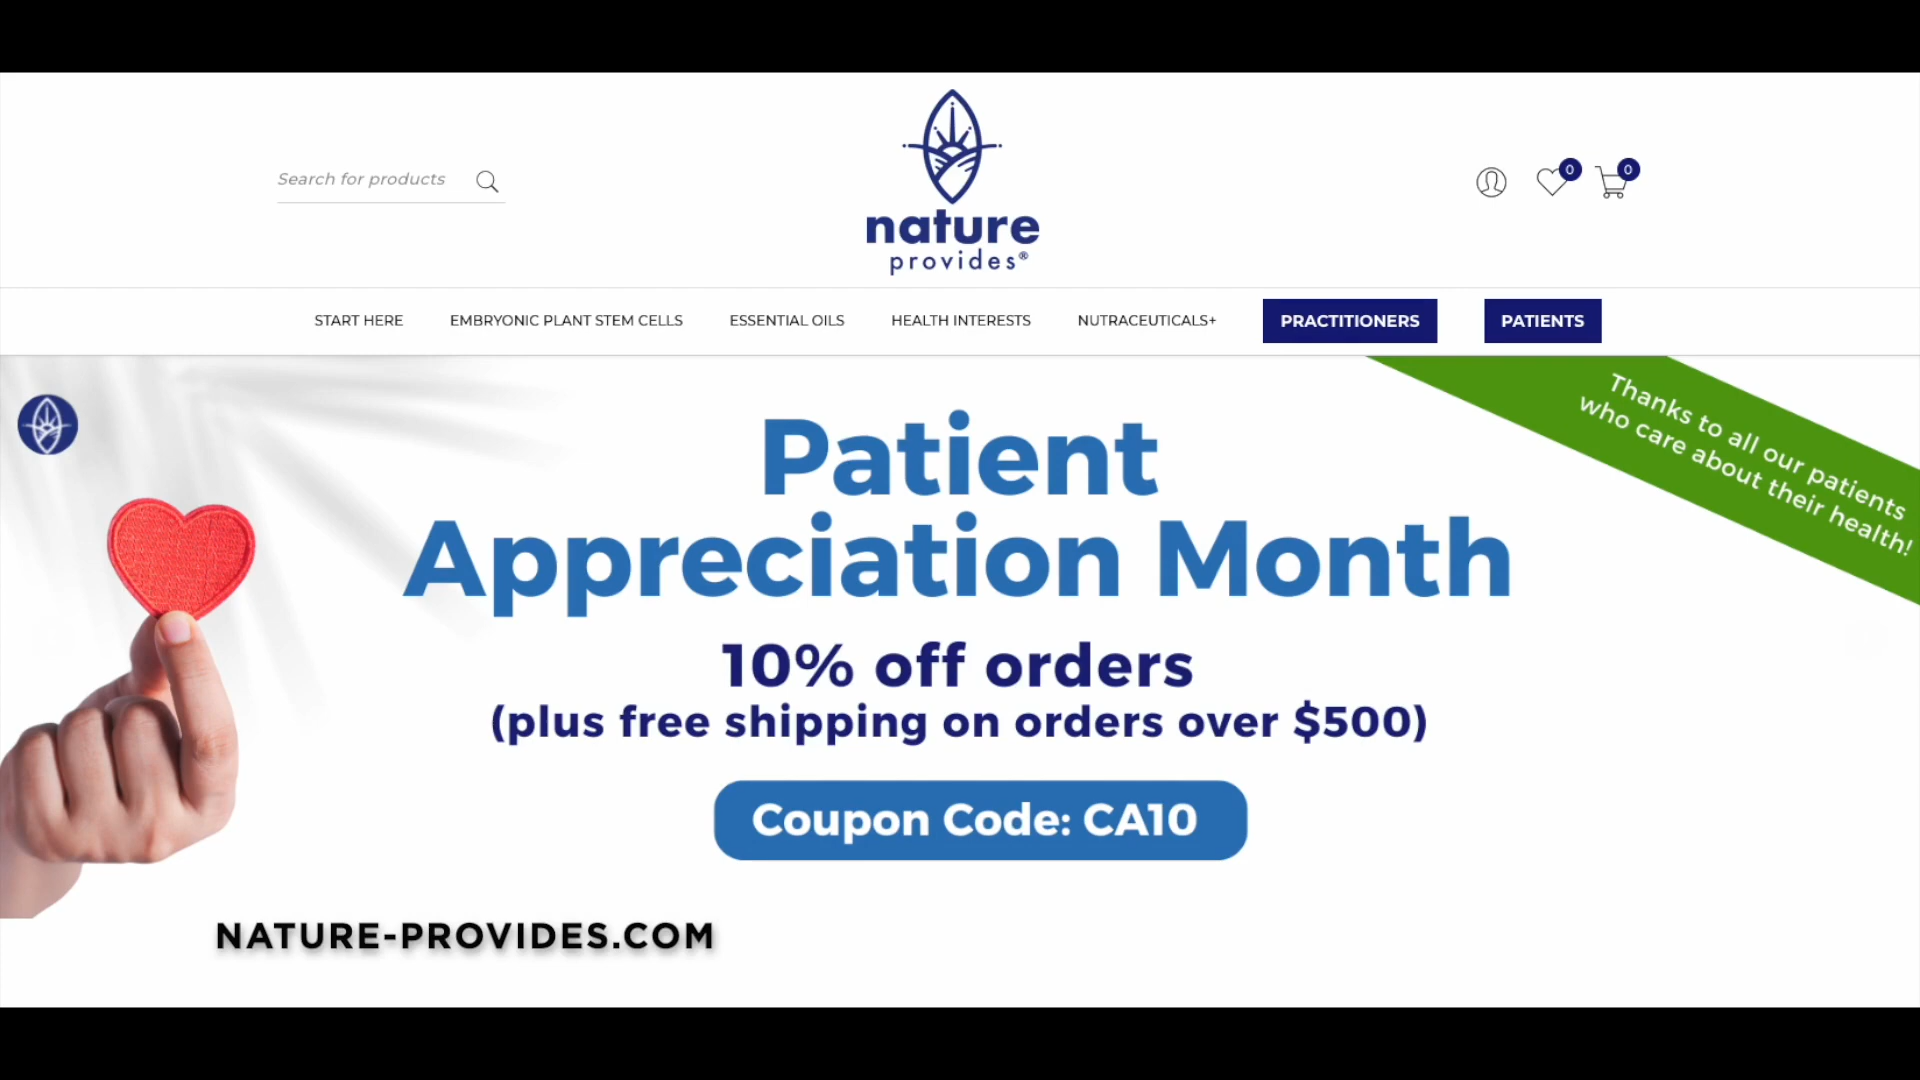 Search for products
nature
provides®
0
0
START HERE
EMBRYONIC PLANT STEM CELLS
ESSENTIAL OILS
HEALTH INTERESTS
NUTRACEUTICALS+
PRACTITIONERS
PATIENTS
Thanks to all our patients
who care about their health!
Patient
Appreciation Month
10% off orders
(plus free shipping on orders over $500)
Coupon Code: CA10
NATURE-PROVIDES.COM